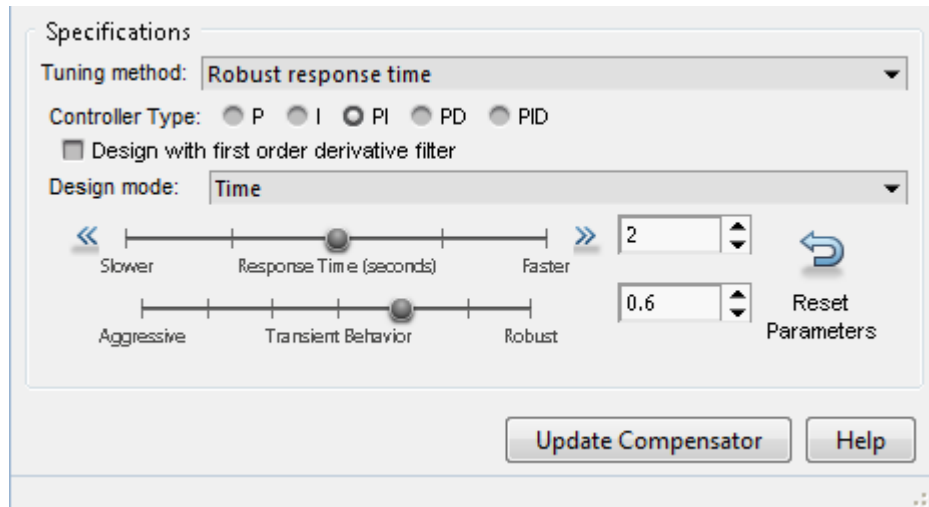 Specifications
Tuning method: Robust response time
Controller Type: P I PI PD PID
Design with first order derivative filter
Design mode: Time
2
Slower Response Time (seconds) Faster
0.6
Aggressive Transient Behavior Robust
Reset
Parameters
Update Compensator Help